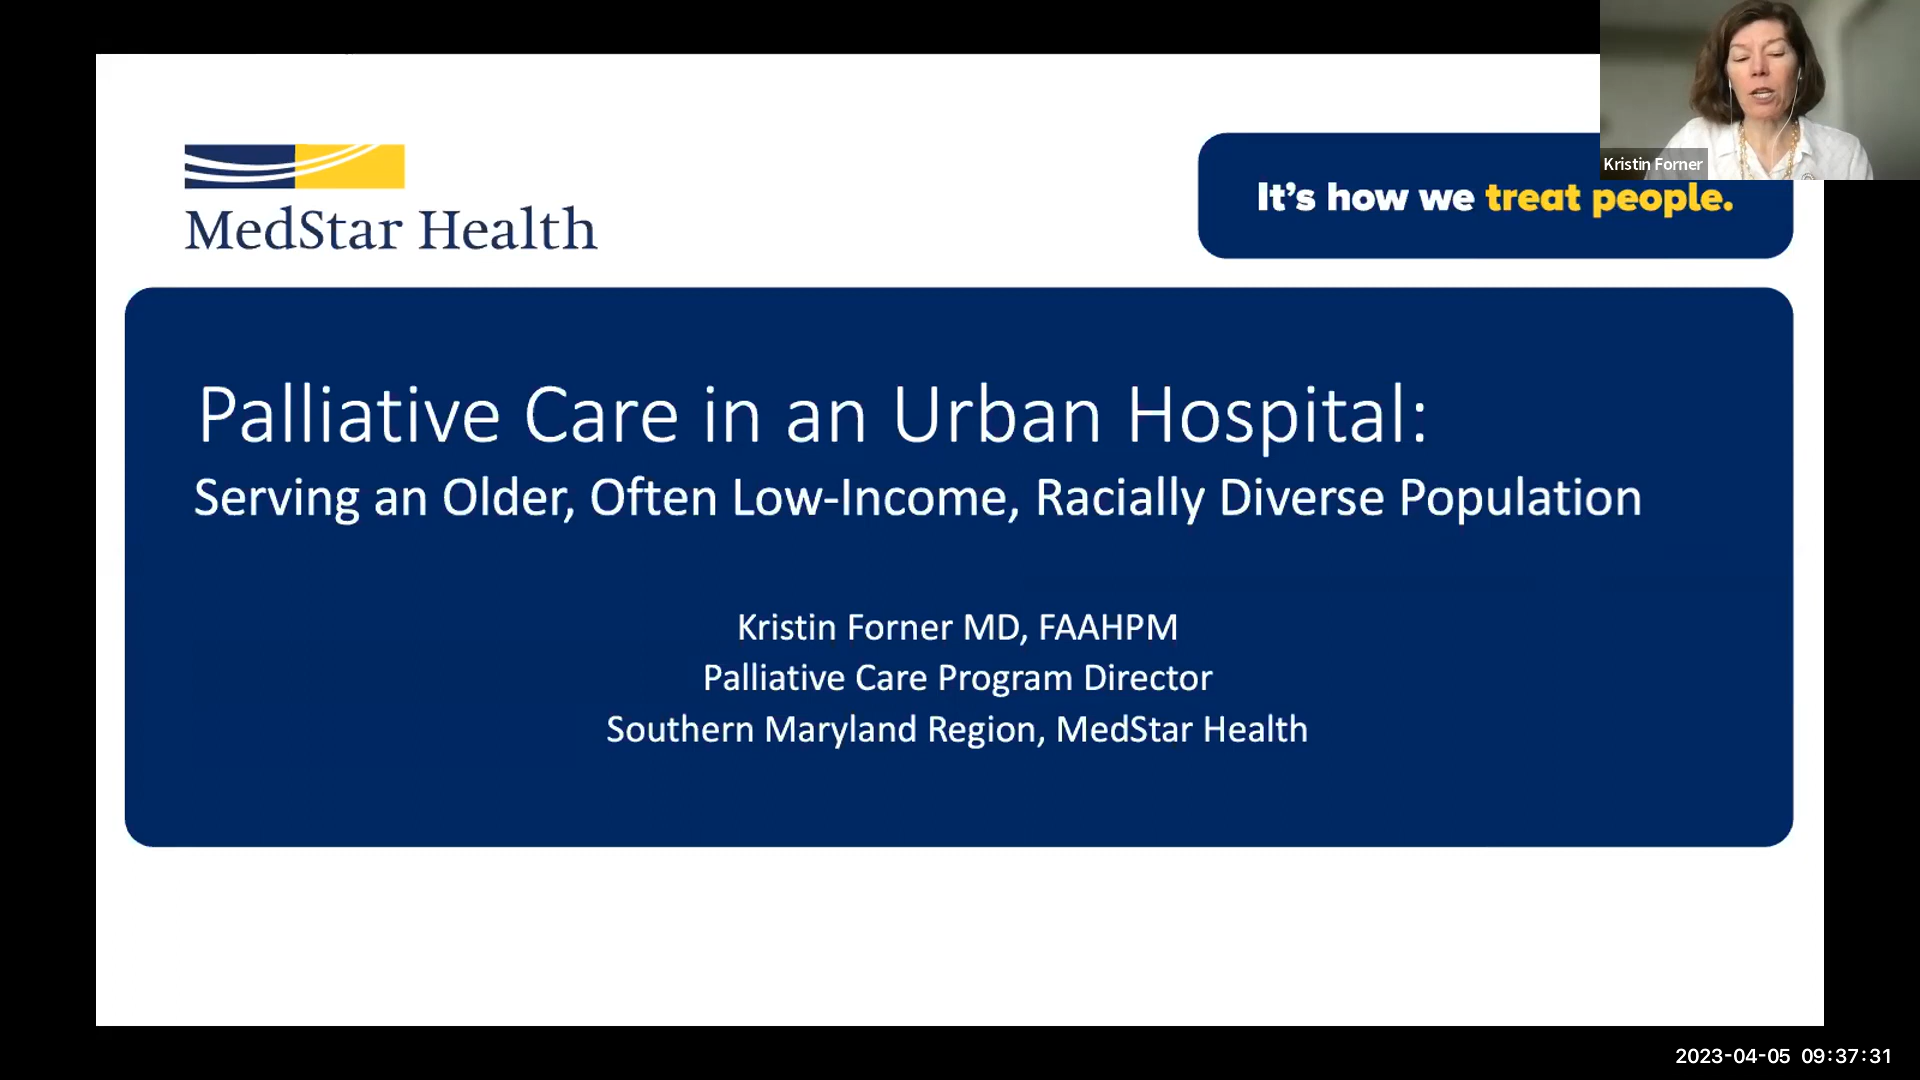 Kristin Forner
MedStar Health
It's how we treat people.
Palliative Care in an Urban Hospital:
Serving an Older, Often Low-Income, Racially Diverse Population
Kristin Forner MD, FAAHPM
Palliative Care Program Director
Southern Maryland Region, MedStar Health
2023-04-05 09:37:31